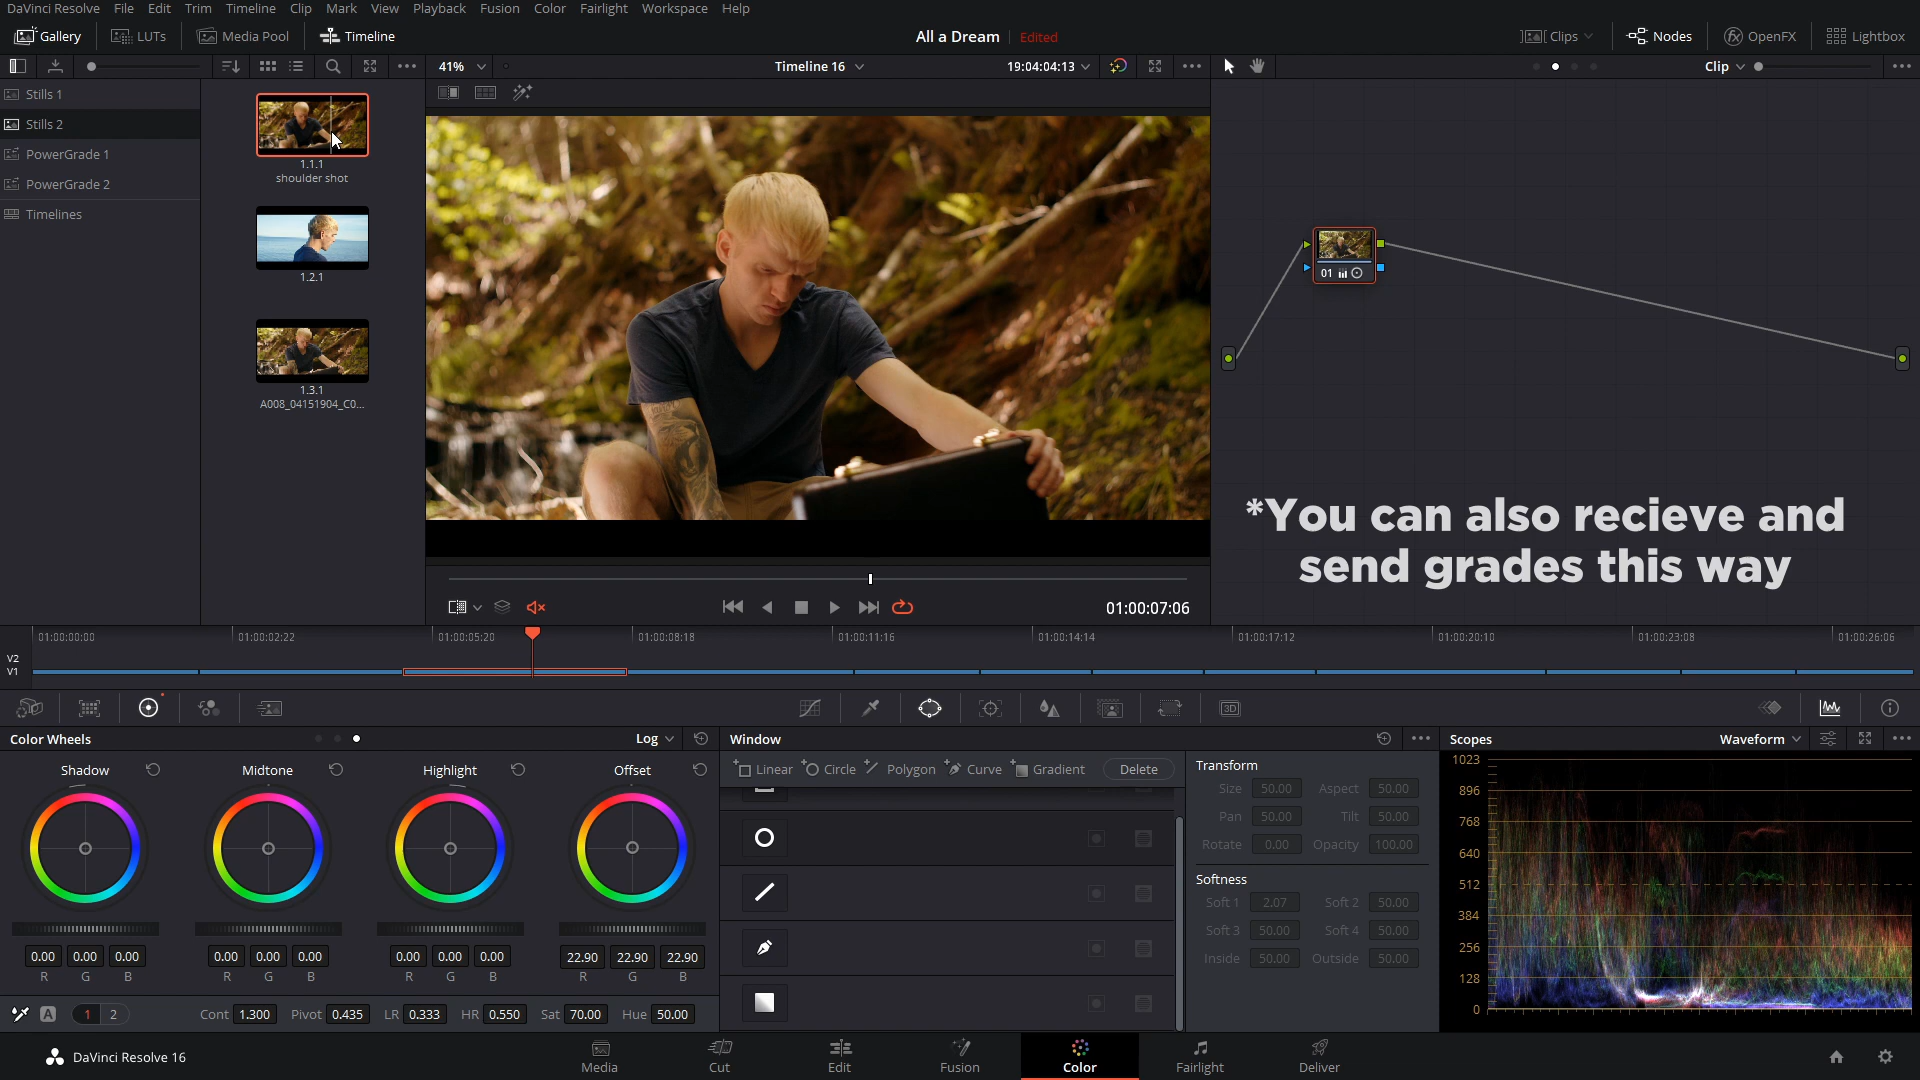 DaVinci Resolve File Edit Trim Timeline Clip Mark View Playback Fusion Color Fairlight Workspace Help
Gallery LUTs Media Pool Timeline All a Dream Edited Clips Nodes OpenFX Lightbox
41% Timeline 16 19:04:04:13 Clip
Stills 1
Stills 2
PowerGrade 1
PowerGrade 2
Timelines
1.1.1
shoulder shot
1.2.1
1.3.1
A008_04151904_C0...
01
*You can also recieve and
send grades this way
01:00:07:06
01:00:00:00 01:00:02:22 01:00:05:20 01:00:08:18 01:00:11:16 01:00:14:14 01:00:17:12 01:00:20:10 01:00:23:08 01:00:26:06
V2
V1
3D
Color Wheels Log
Shadow Midtone Highlight Offset
0.00 0.00 0.00 0.00 0.00 0.00 0.00 0.00 0.00 22.90 22.90 22.90
R G B R G B R G B R G B
A 1 2 Cont 1.300 Pivot 0.435 LR 0.333 HR 0.550 Sat 70.00 Hue 50.00
Window
Linear Circle Polygon Curve Gradient Delete
Transform
Size 50.00 Aspect 50.00
Pan 50.00 Tilt 50.00
Rotate 0.00 Opacity 100.00
Softness
Soft 1 2.07 Soft 2 50.00
Soft 3 50.00 Soft 4 50.00
Inside 50.00 Outside 50.00
Scopes Waveform
1023
896
768
640
512
384
256
128
0
DaVinci Resolve 16
Media Cut Edit Fusion Color Fairlight Deliver